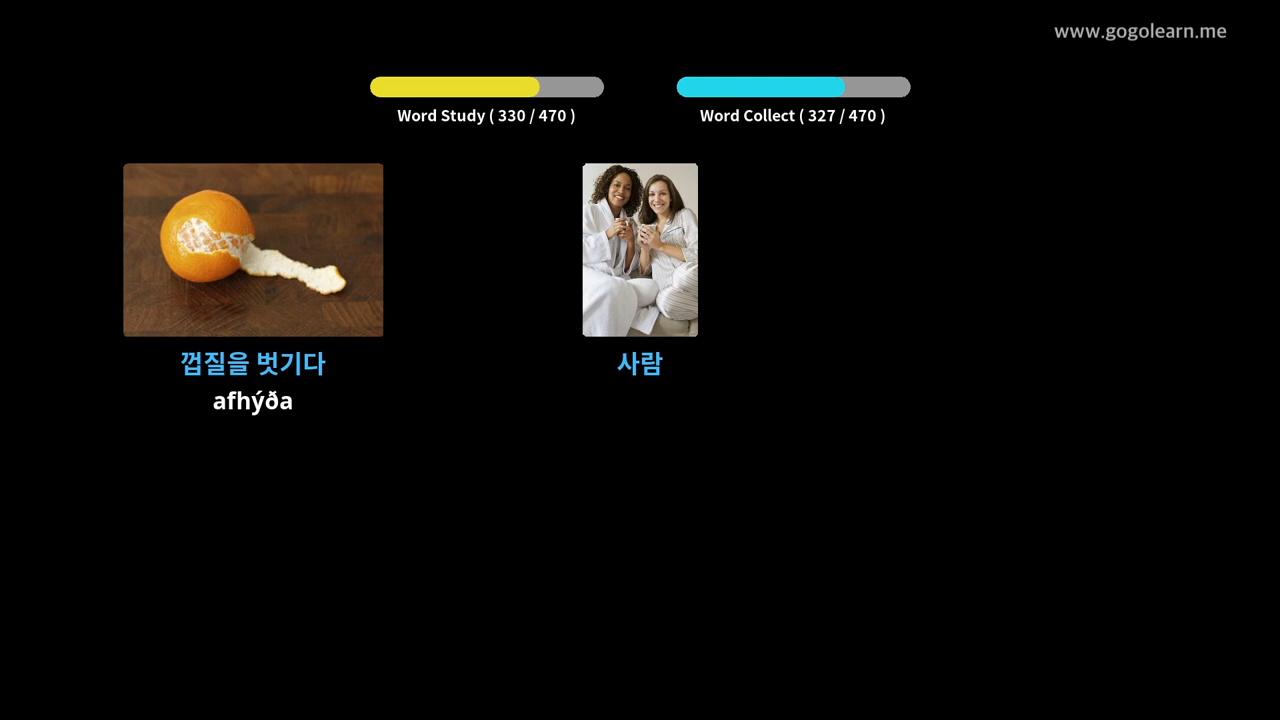 www.gogolearn.me
Word Study ( 330 / 470 )
Word Collect ( 327 / 470 )
껍질을 벗기다
afhýða
사람